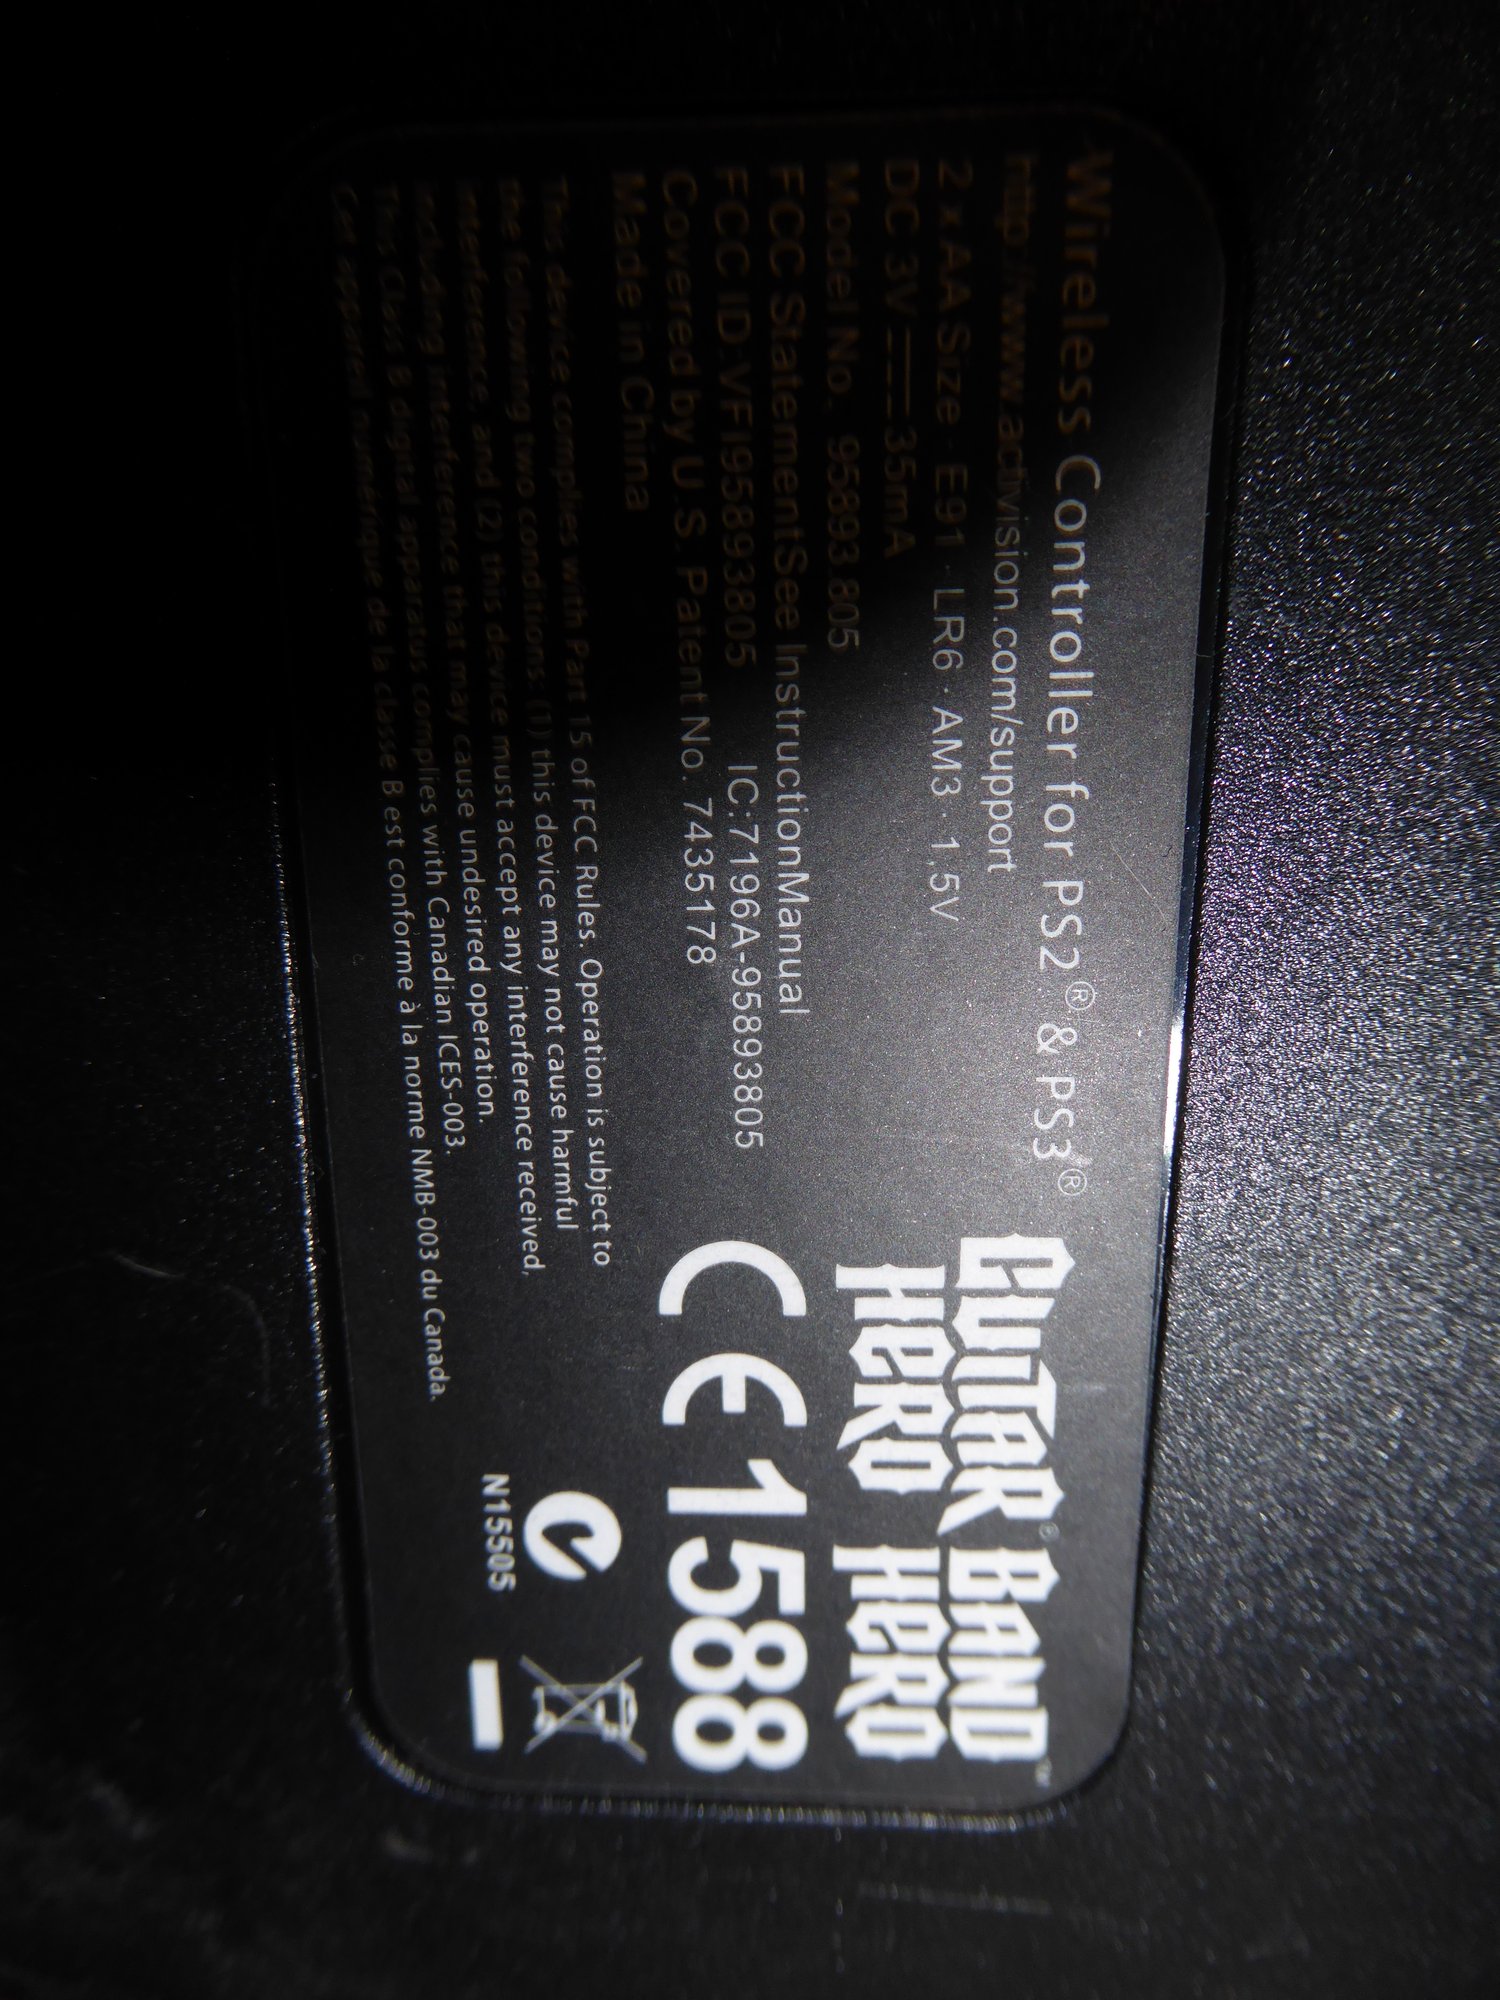 Wireless Controller for PS2® & PS3®
http://www.activision.com/support
2 x AA Size · E91 · LR6 · AM3 · 1,5V
DC 3V 35mA
Model No. 95893.805
FCC StatementSee InstructionManual
FCC ID:VFI95893805 IC:7196A-95893805
Covered by U.S. Patent No. 7435178
Made in China
This device complies with Part 15 of FCC Rules. Operation is subject to
the following two conditions: (1) this device may not cause harmful
interference, and (2) this device must accept any interference received,
including interference that may cause undesired operation.
This Class B digital apparatus complies with Canadian ICES-003.
Cet appareil numérique de la classe B est conforme à la norme NMB-003 du Canada.
GUITAR® BAND
HERO HERO™
CE1588
N15505